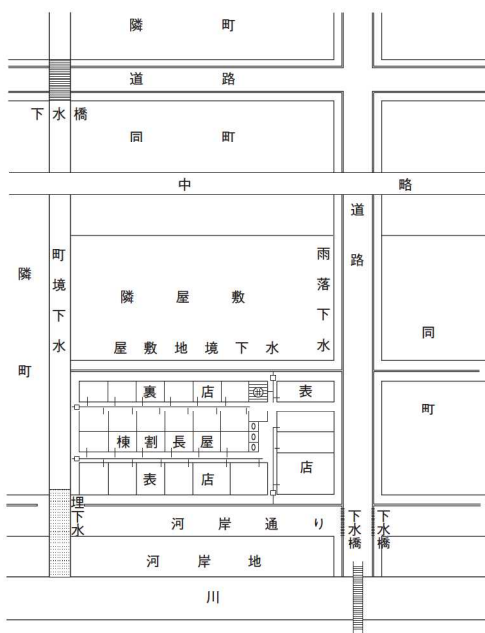 隣町
道路
下水橋
同町
中略
道路
隣町
町境下水
雨落下水
隣屋敷
屋敷地境下水
同町
裏店
井
表店
棟割長屋
表店
埋下水
河岸通り
下水橋
下水橋
河岸地
川